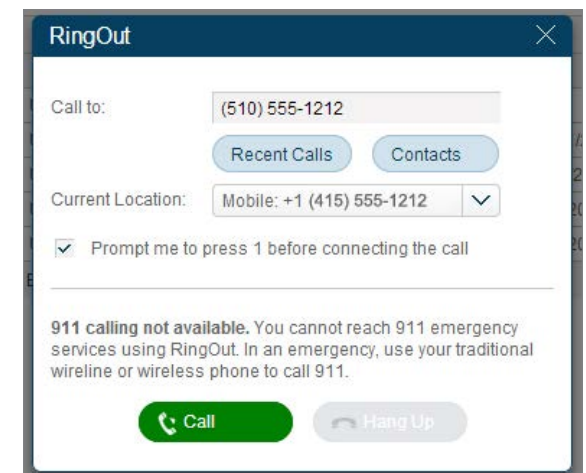 RingOut
Call to: (510) 555-1212
Recent Calls Contacts
Current Location: Mobile: +1 (415) 555-1212
Prompt me to press 1 before connecting the call
911 calling not available. You cannot reach 911 emergency
services using RingOut. In an emergency, use your traditional
wireline or wireless phone to call 911.
Call Hang Up